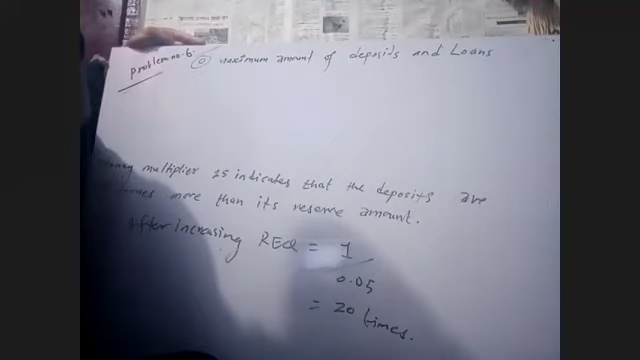 problem no-6
(a) maximum amount of deposits and Loans
money multiplier 25 indicates that the deposits are
times more than its reserve amount.
After increasing REQ = 1
0.05
= 20 times.